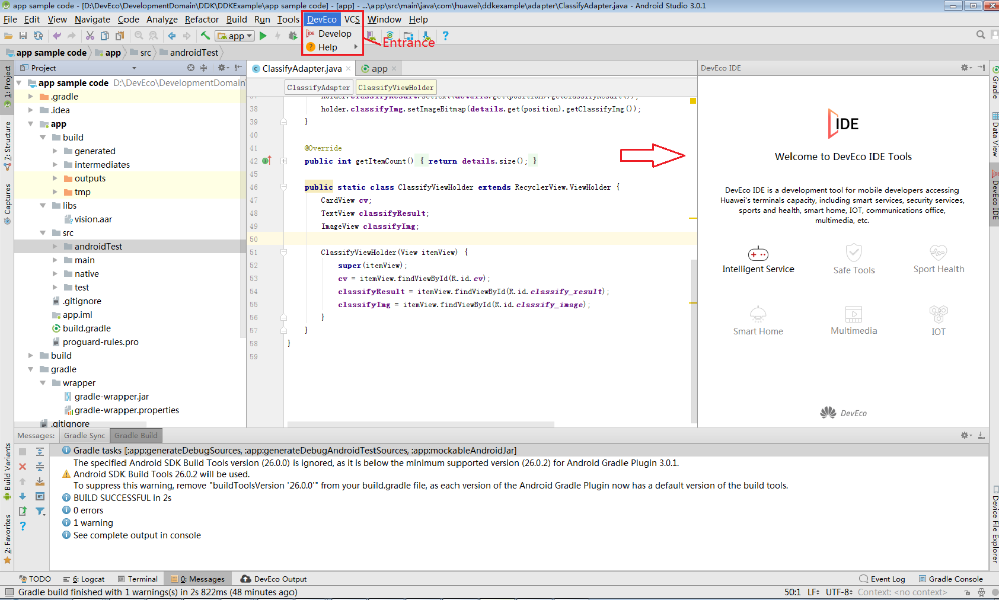 app sample code - [D:\DevEco\DevelopmentDomain\DDK\DDKExample\app sample code] - [app] - ...\app\src\main\java\com\huawei\ddkexample\adapter\ClassifyAdapter.java - Android Studio 3.0.1
File Edit View Navigate Code Analyze Refactor Build Run Tools DevEco VCS Window Help
app
IDE Develop
Help
Entrance
app sample code app src androidTest
1: Project
7: Structure
Captures
Build Variants
2: Favorites
Project
app sample code D:\DevEco\DevelopmentDomain\
.gradle
.idea
app
build
generated
intermediates
outputs
tmp
libs
vision.aar
src
androidTest
main
native
test
.gitignore
app.iml
build.gradle
proguard-rules.pro
build
gradle
wrapper
gradle-wrapper.jar
gradle-wrapper.properties
.gitignore
ClassifyAdapter.java app
ClassifyAdapter ClassifyViewHolder
37 holder.classifyResult.setText(details.get(position).getClassifyResult());
38 holder.classifyImg.setImageBitmap(details.get(position).getClassifyImg());
39 }
40
41 @Override
42 public int getItemCount() { return details.size(); }
45
46 public static class ClassifyViewHolder extends RecyclerView.ViewHolder {
47 CardView cv;
48 TextView classifyResult;
49 ImageView classifyImg;
50
51 ClassifyViewHolder(View itemView) {
52 super(itemView);
53 cv = itemView.findViewById(R.id.cv);
54 classifyResult = itemView.findViewById(R.id.classify_result);
55 classifyImg = itemView.findViewById(R.id.classify_image);
56 }
57 }
58 }
59
DevEco IDE
IDE
Welcome to DevEco IDE Tools
DevEco IDE is a development tool for mobile developers accessing
Huawei's terminals capacity, including smart services, security services,
sports and health, smart home, IOT, communications office,
multimedia, etc.
Intelligent Service Safe Tools Sport Health
Smart Home Multimedia IOT
DevEco
Gradle
Data View
IDE DevEco IDE
Device File Explorer
Messages: Gradle Sync Gradle Build
Gradle tasks [:app:generateDebugSources, :app:generateDebugAndroidTestSources, :app:mockableAndroidJar]
The specified Android SDK Build Tools version (26.0.0) is ignored, as it is below the minimum supported version (26.0.2) for Android Gradle Plugin 3.0.1.
Android SDK Build Tools 26.0.2 will be used.
To suppress this warning, remove "buildToolsVersion '26.0.0'" from your build.gradle file, as each version of the Android Gradle Plugin now has a default version of the build tools.
BUILD SUCCESSFUL in 2s
0 errors
1 warning
See complete output in console
TODO 6: Logcat Terminal 0: Messages DevEco Output Event Log Gradle Console
Gradle build finished with 1 warnings(s) in 2s 822ms (48 minutes ago) 50:1 LF UTF-8 Context: <no context>